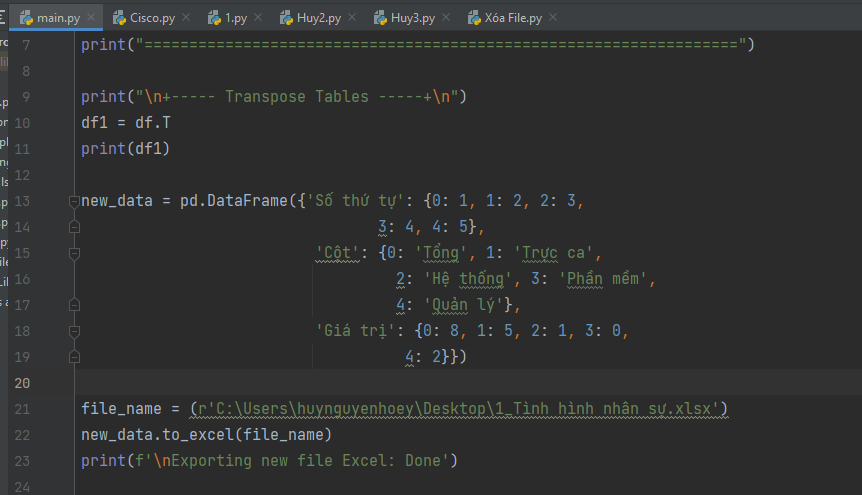 main.py Cisco.py 1.py Huy2.py Huy3.py Xóa File.py
7 print("==================================================================")
8
9 print("\n+----- Transpose Tables -----+\n")
10 df1 = df.T
11 print(df1)
12
13 new_data = pd.DataFrame({'Số thứ tự': {0: 1, 1: 2, 2: 3,
14 3: 4, 4: 5},
15 'Cột': {0: 'Tổng', 1: 'Trực ca',
16 2: 'Hệ thống', 3: 'Phần mềm',
17 4: 'Quản lý'},
18 'Giá trị': {0: 8, 1: 5, 2: 1, 3: 0,
19 4: 2}})
20
21 file_name = (r'C:\Users\huynguyenhoey\Desktop\1_Tình hình nhân sự.xlsx')
22 new_data.to_excel(file_name)
23 print(f'\nExporting new file Excel: Done')
24